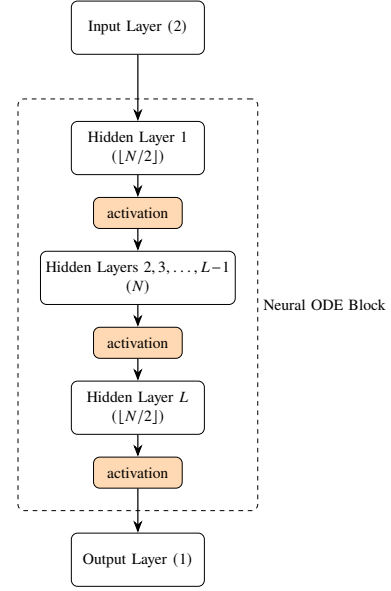 Input Layer (2)
Hidden Layer 1
(⌊N/2⌋)
activation
Hidden Layers 2, 3, . . . , L−1
(N)
activation
Neural ODE Block
Hidden Layer L
(⌊N/2⌋)
activation
Output Layer (1)